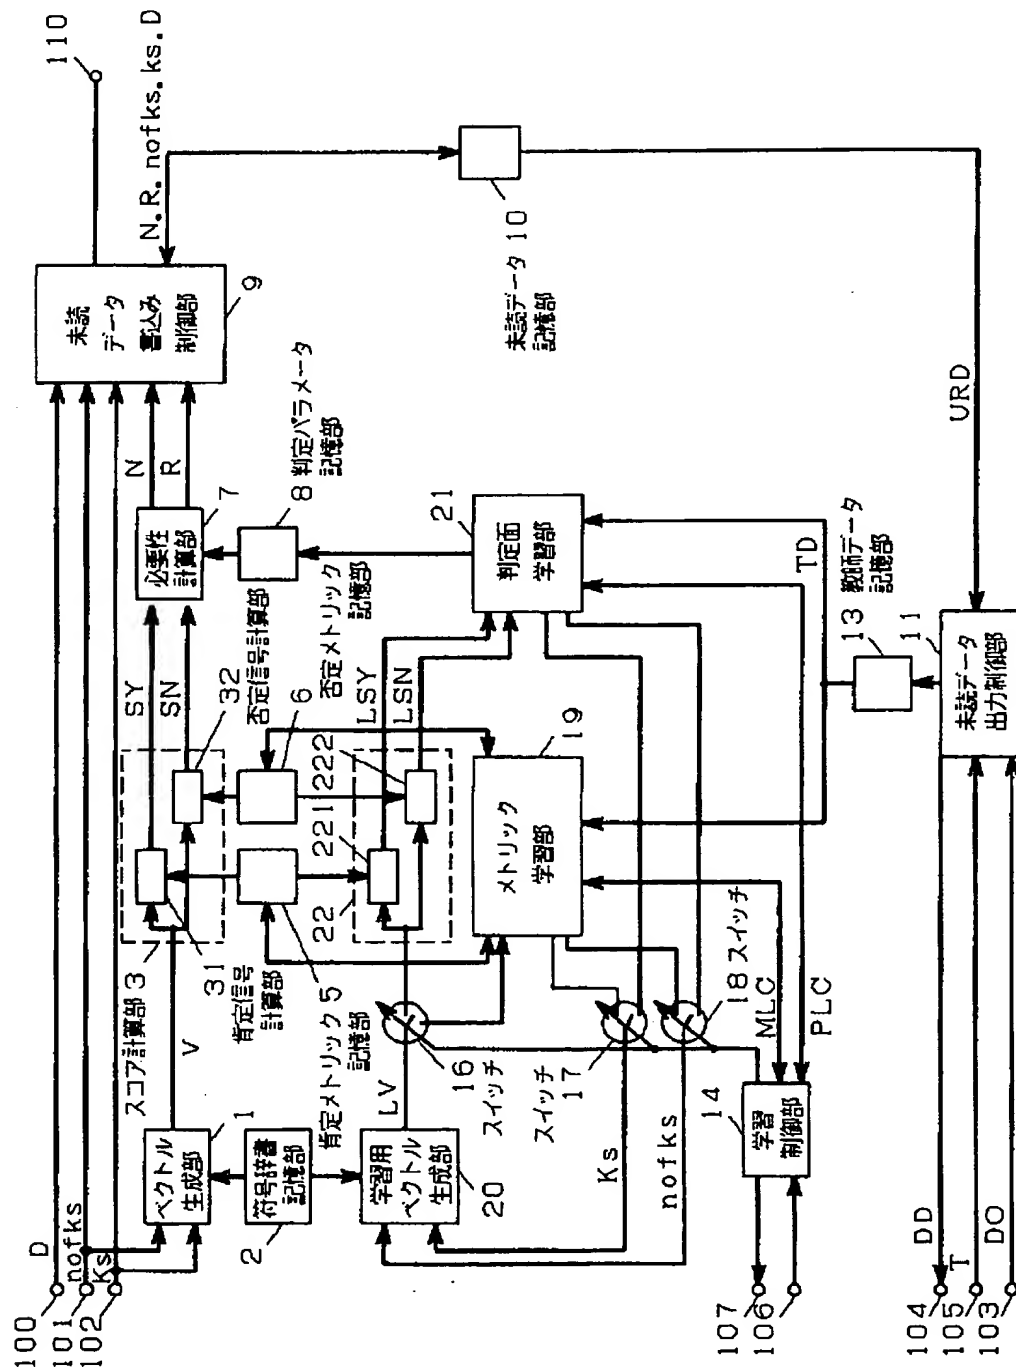 100
D
101
nofks
102
Ks
ベクトル
生成部
1
符号辞書
記憶部
2
学習用
ベクトル
生成部
20
V
LV
スコア計算部 3
31
肯定信号
計算部
肯定メトリック 5
記憶部
16
スイッチ
スイッチ
17
18 スイッチ
Ks
nofks
14
学習
制御部
MLC
PLC
107
106
SY
SN
32
否定信号計算部
6
否定メトリック
記憶部
22
221
222
LSY
LSN
メトリック
学習部
19
必要性
計算部
7
N
R
8 判定パラメータ
記憶部
21
判定面
学習部
未読
データ
書込み
制御部
9
110
N.R.nofks.ks.D
未読データ 10
記憶部
URD
TD
13 教師データ
記憶部
11
未読データ
出力制御部
104
DD
105
T
103
DO